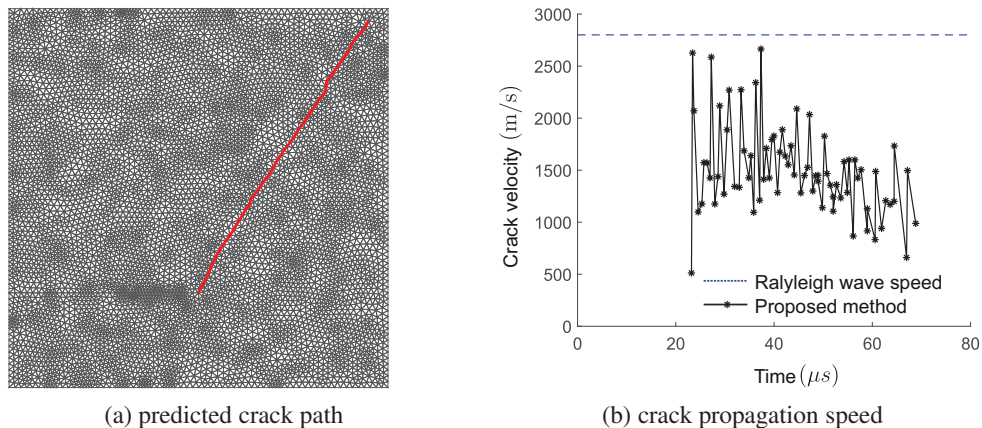 3000
2500
2000
1500
1000
500
0
Crack velocity (m/s)
Ralyleigh wave speed
Proposed method
0 20 40 60 80
Time (μs)
(a) predicted crack path
(b) crack propagation speed